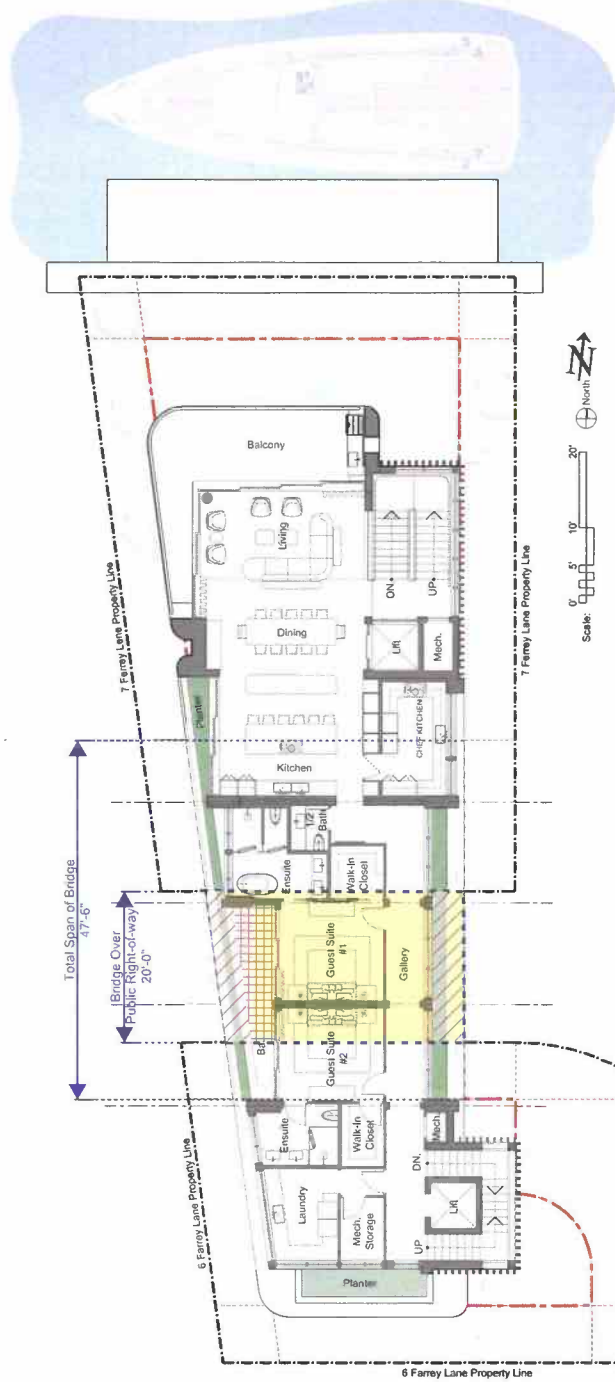 7 Farrey Lane Property Line
Balcony
Living
Dining
DN.
UP
Lift
Mech.
North
N
20'
10'
5'
0'
Scale:
Planter
Kitchen
CHEF KITCHEN
7 Farrey Lane Property Line
Total Span of Bridge
47'-6"
Bridge Over
Public Right-of-way
20'-0"
Ensuite
1/2
Bath
Walk-In
Closet
Guest Suite
#1
Gallery
Guest Suite
#2
Ba
6 Farrey Lane Property Line
Ensuite
Walk-In
Closet
Mech.
Laundry
Mech.
Storage
DN.
Lift
UP
Planter
6 Farrey Lane Property Line